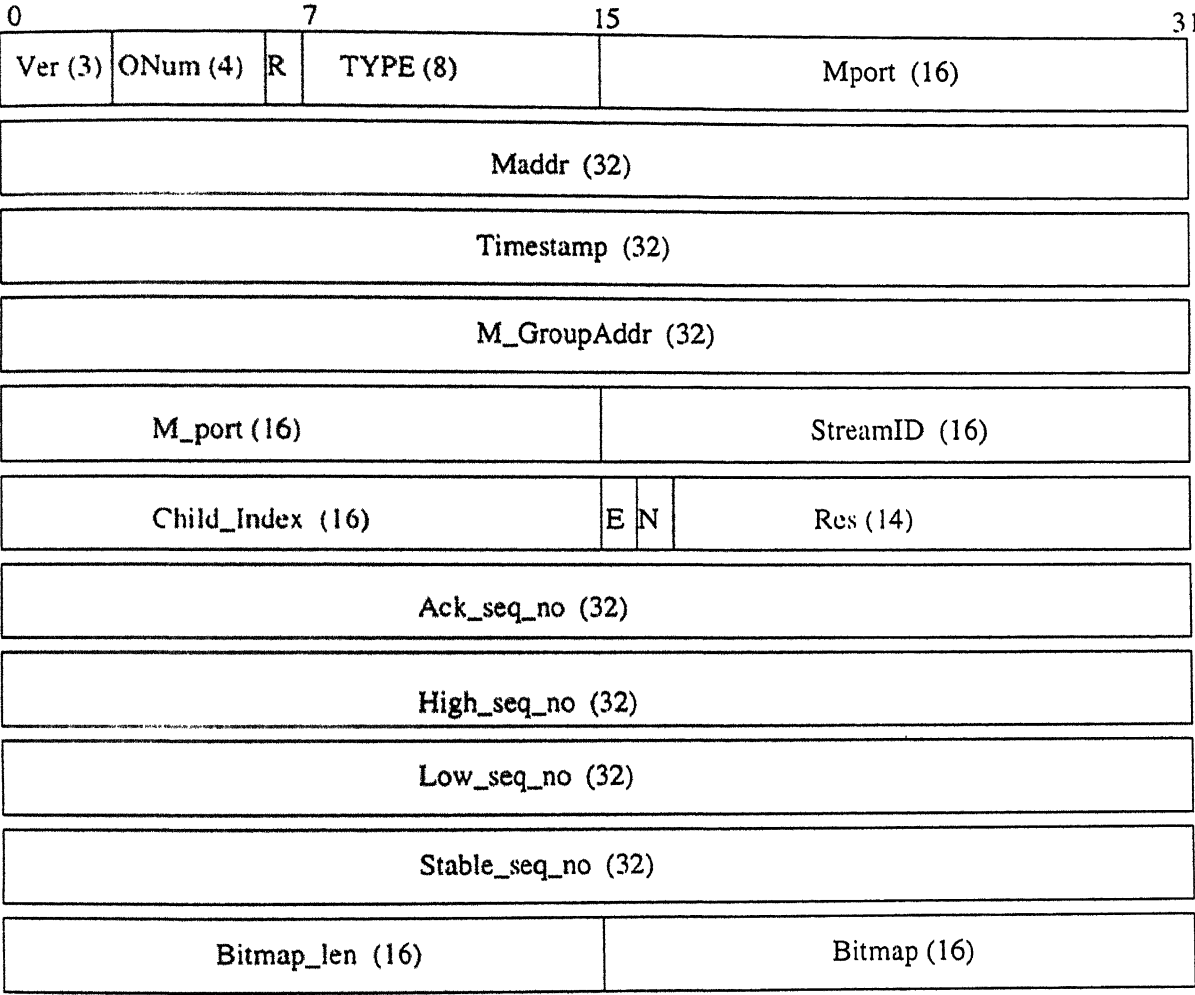 0 7 15 31
Ver (3) ONum (4) R TYPE (8) Mport (16)
Maddr (32)
Timestamp (32)
M_GroupAddr (32)
M_port (16) StreamID (16)
Child_Index (16) E N Res (14)
Ack_seq_no (32)
High_seq_no (32)
Low_seq_no (32)
Stable_seq_no (32)
Bitmap_len (16) Bitmap (16)